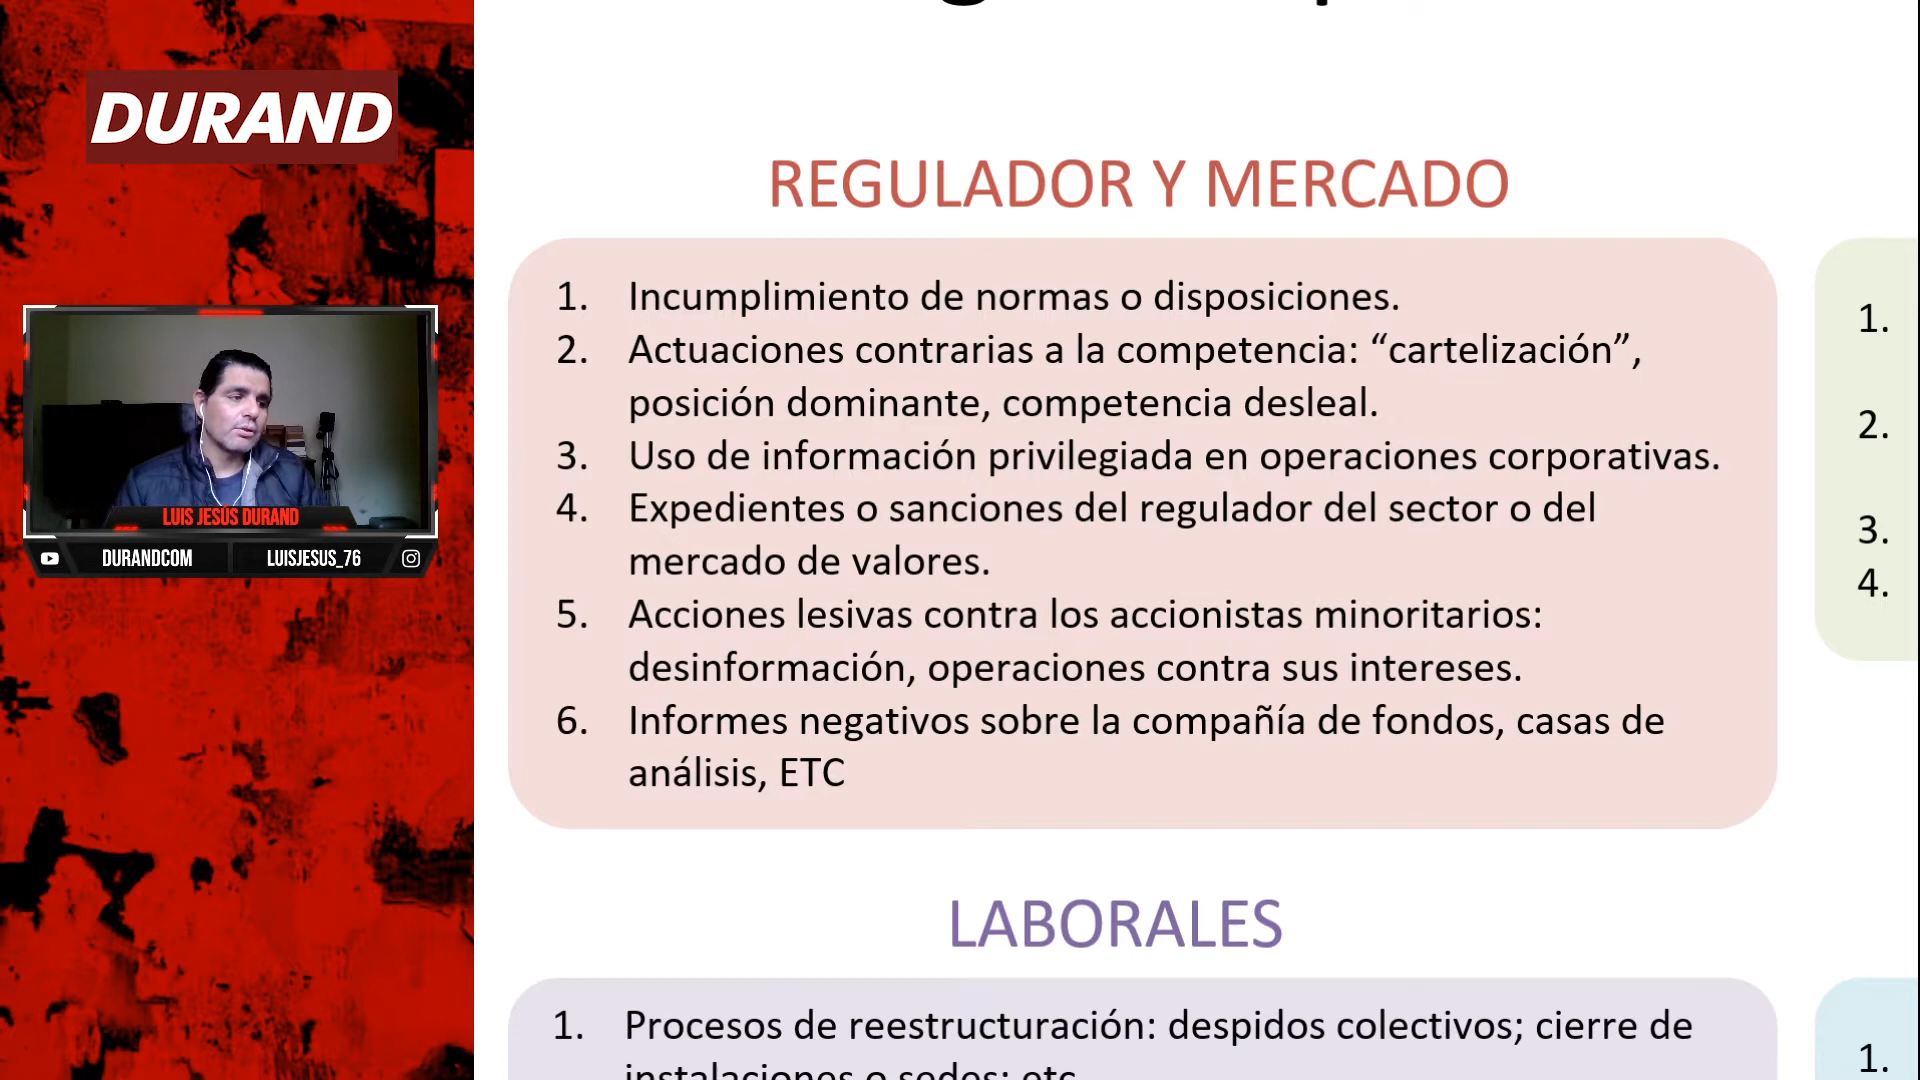 DURAND
LUIS JESÚS DURAND
DURANDCOM
LUISJESUS_76
REGULADOR Y MERCADO
1. Incumplimiento de normas o disposiciones.
2. Actuaciones contrarias a la competencia: “cartelización”,
posición dominante, competencia desleal.
3. Uso de información privilegiada en operaciones corporativas.
4. Expedientes o sanciones del regulador del sector o del
mercado de valores.
5. Acciones lesivas contra los accionistas minoritarios:
desinformación, operaciones contra sus intereses.
6. Informes negativos sobre la compañía de fondos, casas de
análisis, ETC
LABORALES
1. Procesos de reestructuración: despidos colectivos; cierre de
instalaciones o sedes; etc
1.
2.
3.
4.
1.